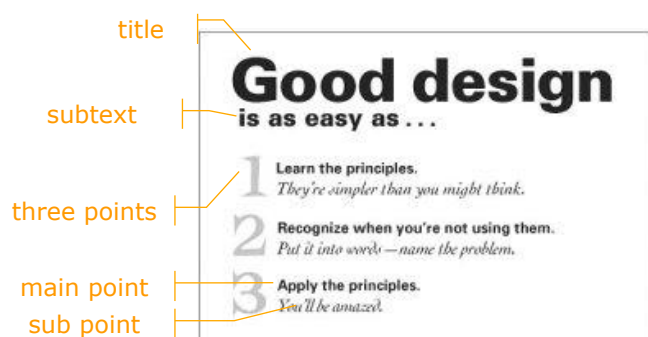 title
Good design
subtext
is as easy as . . .
three points
1
Learn the principles.
They're simpler than you might think.
2
Recognize when you're not using them.
Put it into words—name the problem.
main point
3
Apply the principles.
sub point
You'll be amazed.